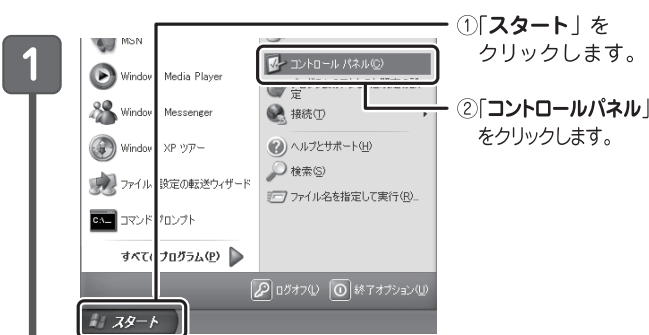 1
①「スタート」を
クリックします。
②「コントロールパネル」
をクリックします。
MSN
Windows Media Player
Windows Messenger
Windows XP ツアー
ファイル 設定の転送ウィザード
コマンド プロンプト
すべての プログラム(P)
コントロール パネル(C)
定
接続(T)
ヘルプとサポート(H)
検索(S)
ファイル名を指定して実行(R)...
ログオフ(L)
終了オプション(U)
スタート